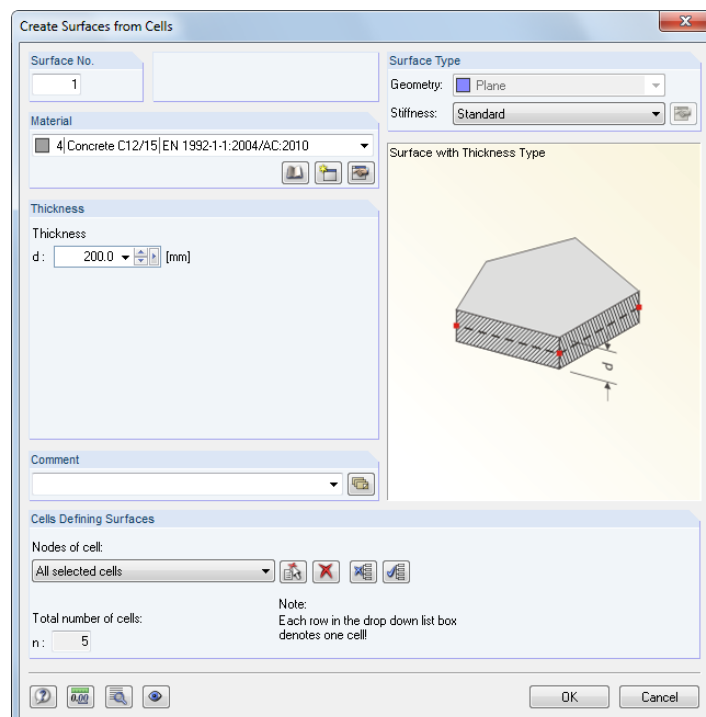 Create Surfaces from Cells
Surface No.
1
Material
4 Concrete C12/15 EN 1992-1-1:2004/AC:2010
Thickness
Thickness
d : 200.0 [mm]
Comment
Surface Type
Geometry: Plane
Stiffness: Standard
Surface with Thickness Type
d
Cells Defining Surfaces
Nodes of cell:
All selected cells
Total number of cells:
n : 5
Note:
Each row in the drop down list box
denotes one cell!
0.00
OK Cancel